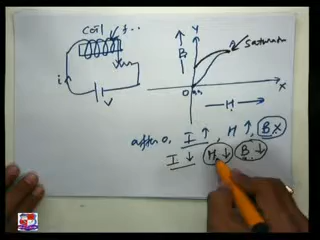 Coil
i
V
Y
B
a Saturation
O
X
H
after a, I ↑, H ↑, B X
I ↓ H ↓ B ↓